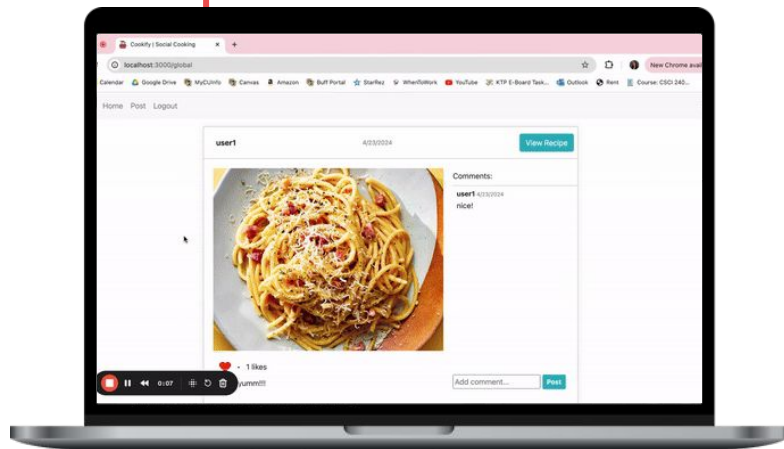 Cookify | Social Cooking
localhost:3000/global
New Chrome avai
Calendar Google Drive MyCUInfo Canvas Amazon Buff Portal StarRez WhenToWork YouTube KTP E-Board Task... Outlook Rent Course: CSCI 240...
Home Post Logout
user1 4/23/2024 View Recipe
Comments:
user1 4/23/2024
nice!
1 likes
0:07 yumm!!! Add comment... Post